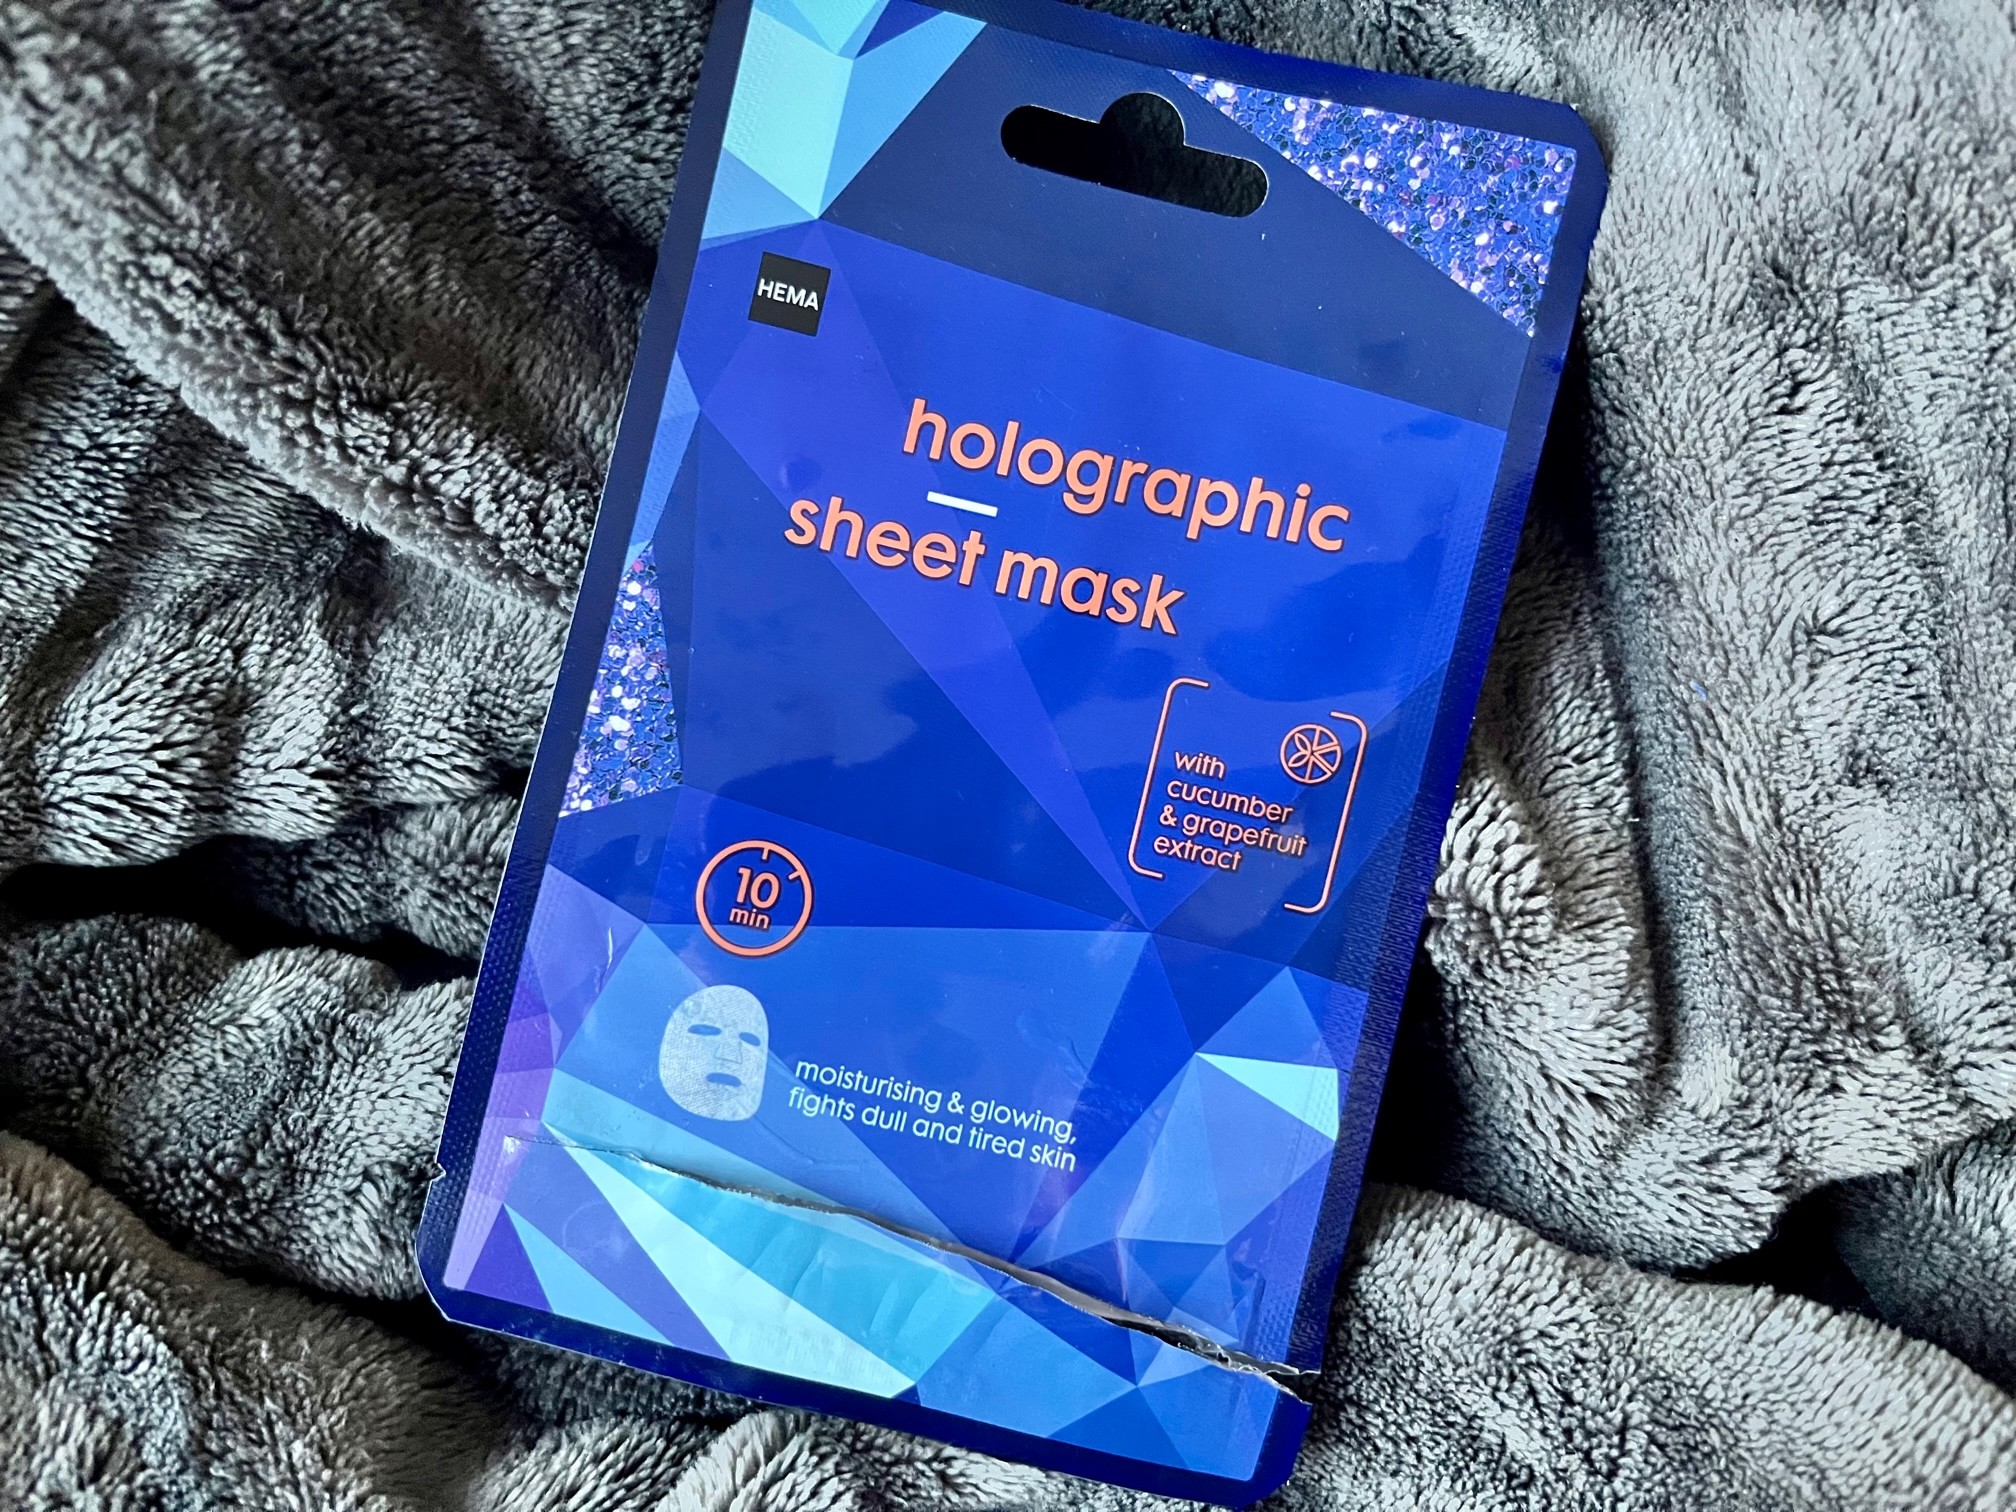 HEMA
holographic
sheet mask
with
cucumber
& grapefruit
extract
10
min
moisturising & glowing,
fights dull and tired skin